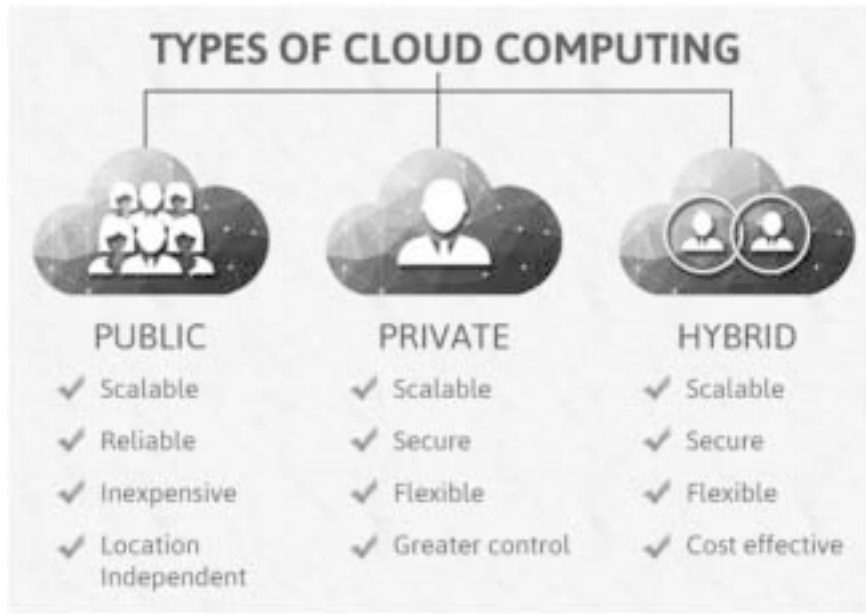 TYPES OF CLOUD COMPUTING
PUBLIC
Scalable
Reliable
Inexpensive
Location
Independent
PRIVATE
Scalable
Secure
Flexible
Greater control
HYBRID
Scalable
Secure
Flexible
Cost effective